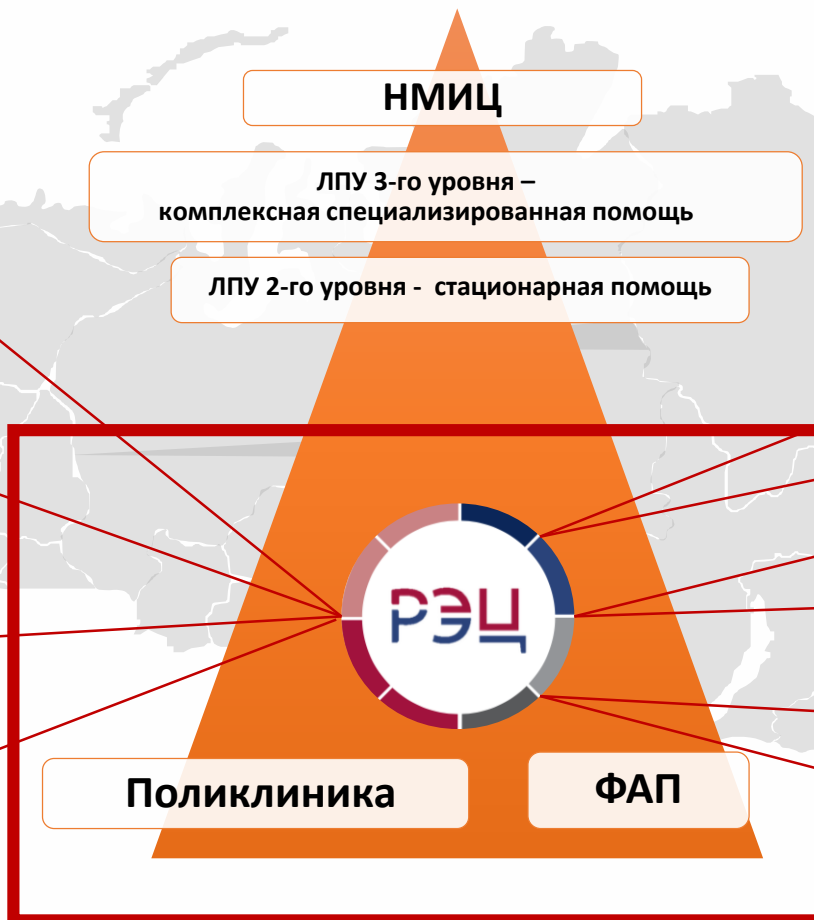 НМИЦ
ЛПУ 3-го уровня –
комплексная специализированная помощь
ЛПУ 2-го уровня - стационарная помощь
РЭЦ
Поликлиника
ФАП